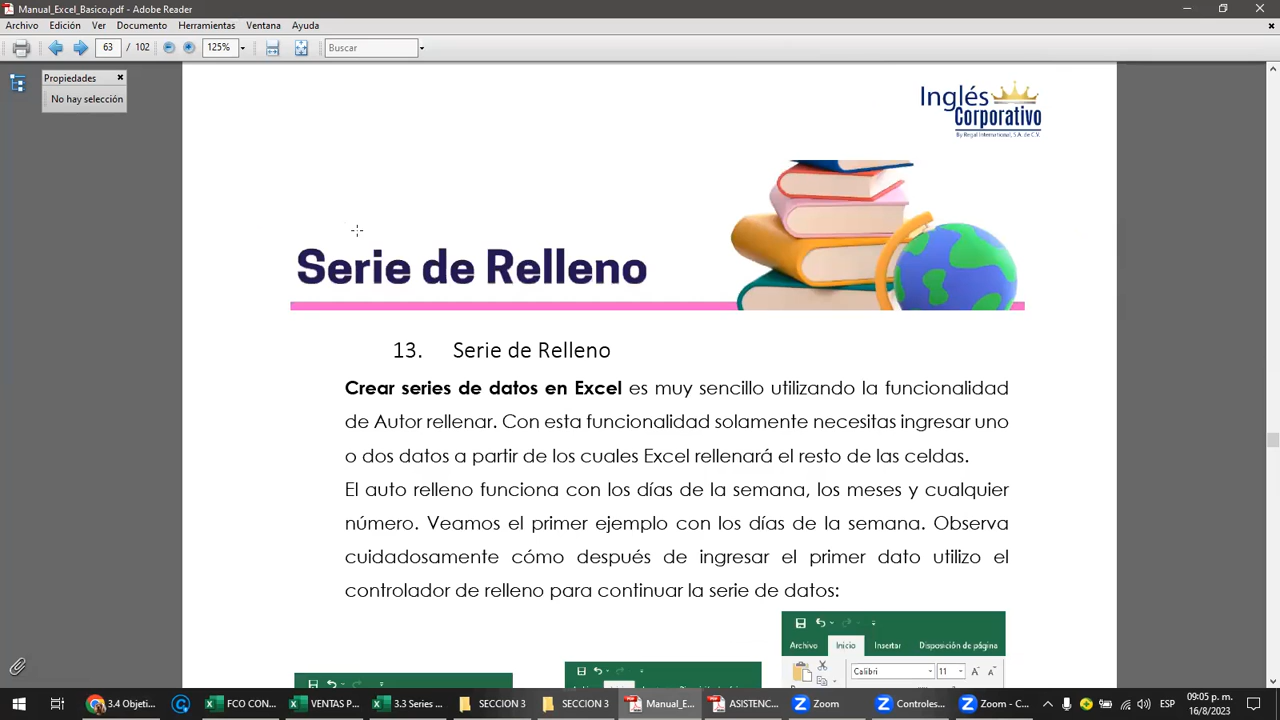 Manual_Excel_Basico.pdf - Adobe Reader
Archivo Edición Ver Documento Herramientas Ventana Ayuda
63 / 102 125% Buscar
Propiedades
No hay selección
Inglés
Corporativo
By Regal International, S.A. de C.V.
Serie de Relleno
13. Serie de Relleno
Crear series de datos en Excel es muy sencillo utilizando la funcionalidad
de Autor rellenar. Con esta funcionalidad solamente necesitas ingresar uno
o dos datos a partir de los cuales Excel rellenará el resto de las celdas.
El auto relleno funciona con los días de la semana, los meses y cualquier
número. Veamos el primer ejemplo con los días de la semana. Observa
cuidadosamente cómo después de ingresar el primer dato utilizo el
controlador de relleno para continuar la serie de datos:
Archivo Inicio Insertar Disposición de página
Calibri 11
3.4 Objeti... FCO CON... VENTAS P... 3.3 Series ... SECCION 3 SECCION 3 Manual_E... ASISTENC... Zoom Controles... Zoom - C... ESP
09:05 p. m.
16/8/2023